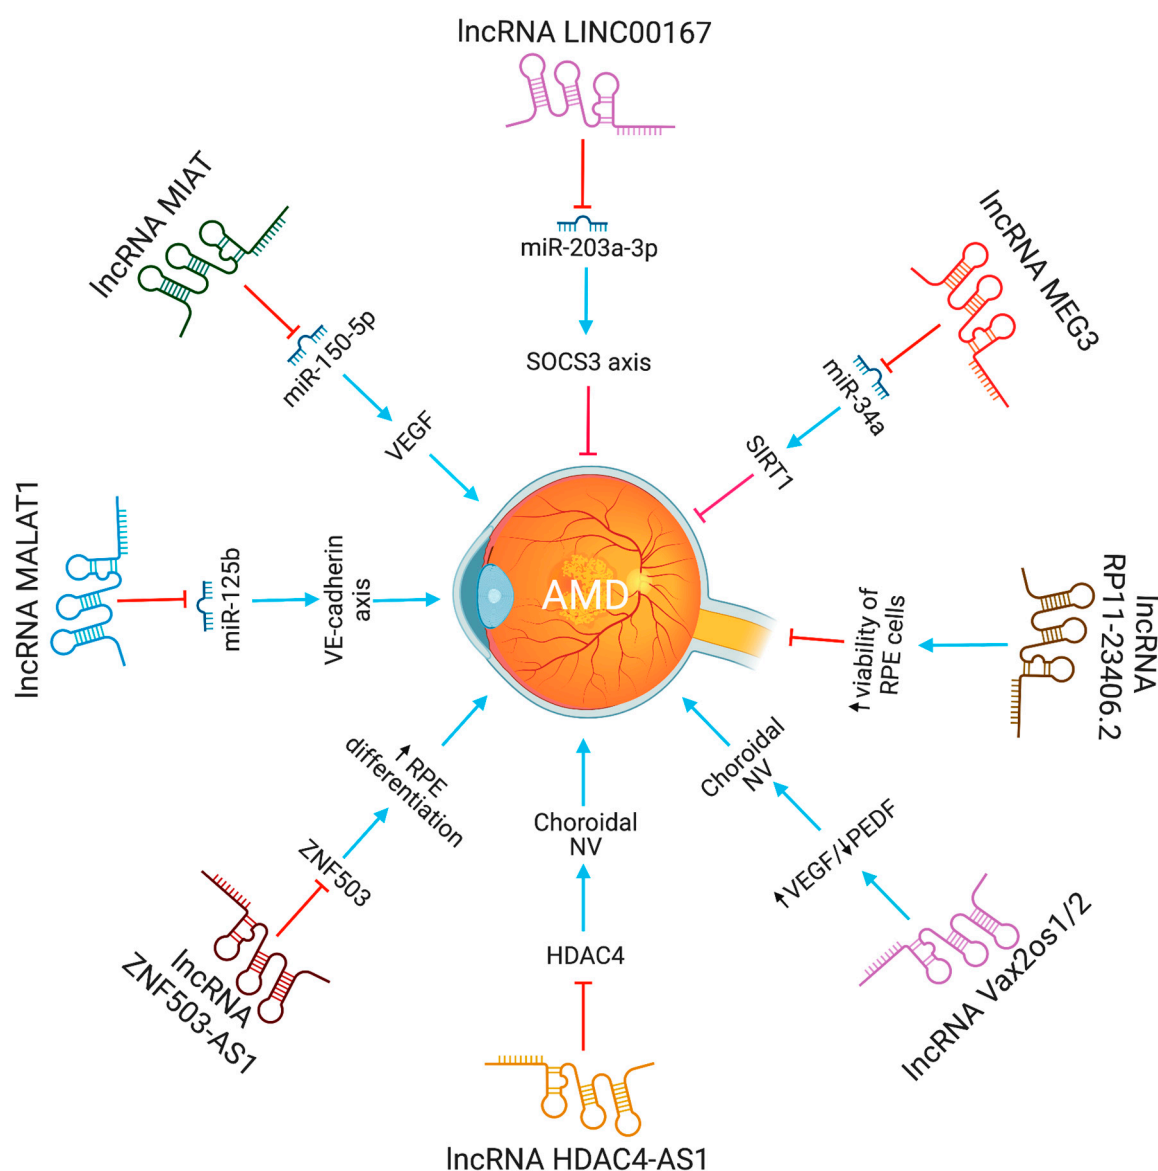 lncRNA LINC00167
miR-203a-3p
SOCS3 axis
lncRNA MEG3
miR-34a
SIRT1
lncRNA
RP11-23406.2
↑viability of
RPE cells
lncRNA Vax2os1/2
↑VEGF/↓PEDF
Choroidal
NV
lncRNA HDAC4-AS1
HDAC4
Choroidal
NV
lncRNA
ZNF503-AS1
ZNF503
↑RPE
differentiation
lncRNA MALAT1
miR-125b
VE-cadherin
axis
lncRNA MIAT
miR-150-5p
VEGF
AMD